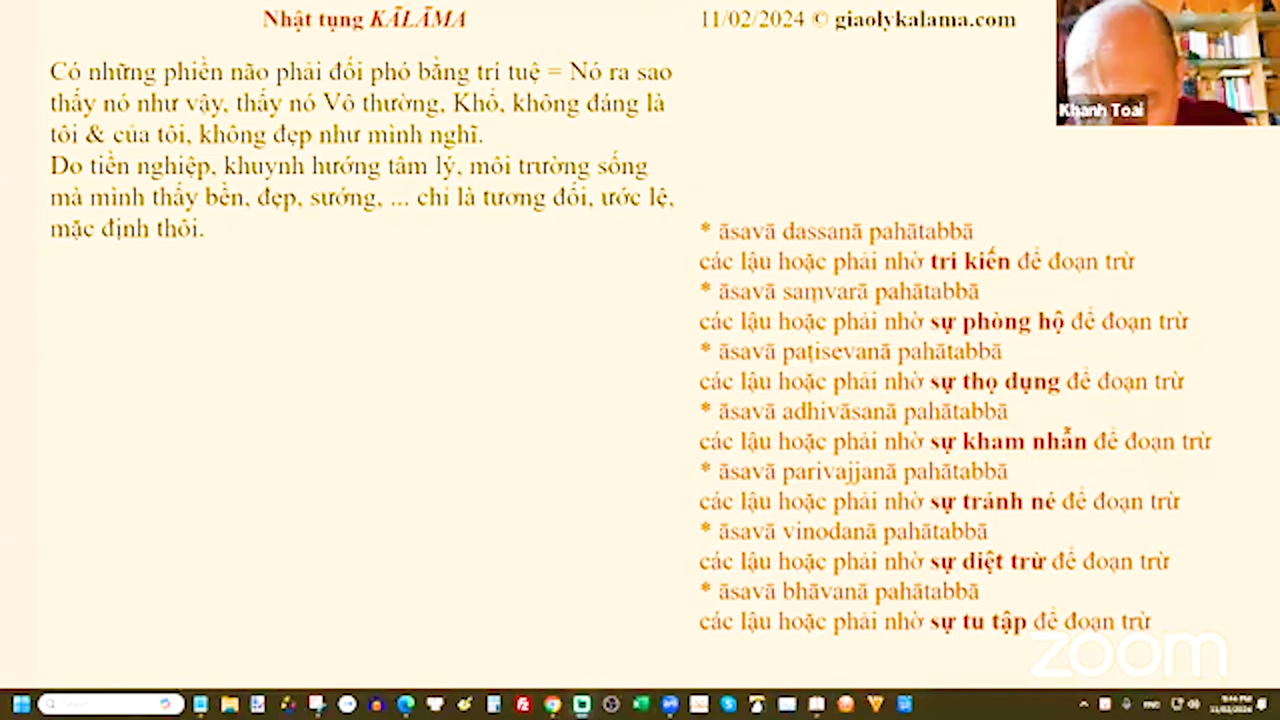 Nhật tụng KĀLĀMA
Có những phiền não phải đối phó bằng trí tuệ = Nó ra sao
thấy nó như vậy, thấy nó Vô thường, Khổ, không đáng là
tôi & của tôi, không đẹp như mình nghĩ.
Do tiền nghiệp, khuynh hướng tâm lý, môi trường sống
mà mình thấy bền, đẹp, sướng, ... chỉ là tương đối, ước lệ,
mặc định thôi.
11/02/2024 © giaolykalama.com
* āsavā dassanā pahātabbā
các lậu hoặc phải nhờ tri kiến để đoạn trừ
* āsavā saṃvarā pahātabbā
các lậu hoặc phải nhờ sự phòng hộ để đoạn trừ
* āsavā paṭisevanā pahātabbā
các lậu hoặc phải nhờ sự thọ dụng để đoạn trừ
* āsavā adhivāsanā pahātabbā
các lậu hoặc phải nhờ sự kham nhẫn để đoạn trừ
* āsavā parivajjanā pahātabbā
các lậu hoặc phải nhờ sự tránh né để đoạn trừ
* āsavā vinodanā pahātabbā
các lậu hoặc phải nhờ sự diệt trừ để đoạn trừ
* āsavā bhāvanā pahātabbā
các lậu hoặc phải nhờ sự tu tập để đoạn trừ
Khanh Toai
zoom
11/02/2024